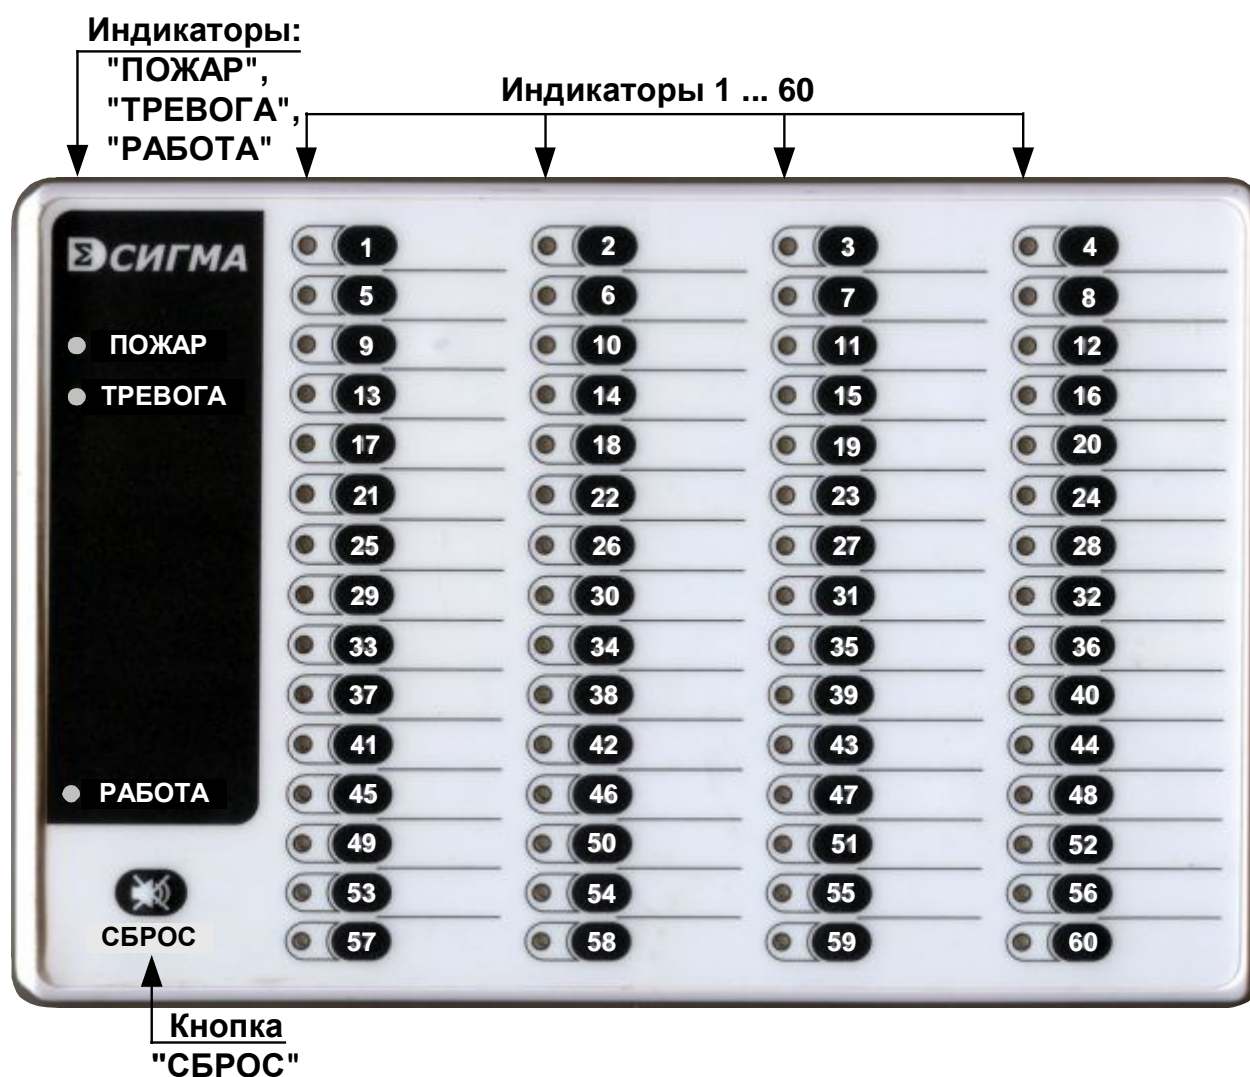 Индикаторы:
"ПОЖАР",
"ТРЕВОГА",
"РАБОТА"
Индикаторы 1 ... 60
СИГМА
ПОЖАР
ТРЕВОГА
РАБОТА
СБРОС
1 2 3 4
5 6 7 8
9 10 11 12
13 14 15 16
17 18 19 20
21 22 23 24
25 26 27 28
29 30 31 32
33 34 35 36
37 38 39 40
41 42 43 44
45 46 47 48
49 50 51 52
53 54 55 56
57 58 59 60
Кнопка
"СБРОС"